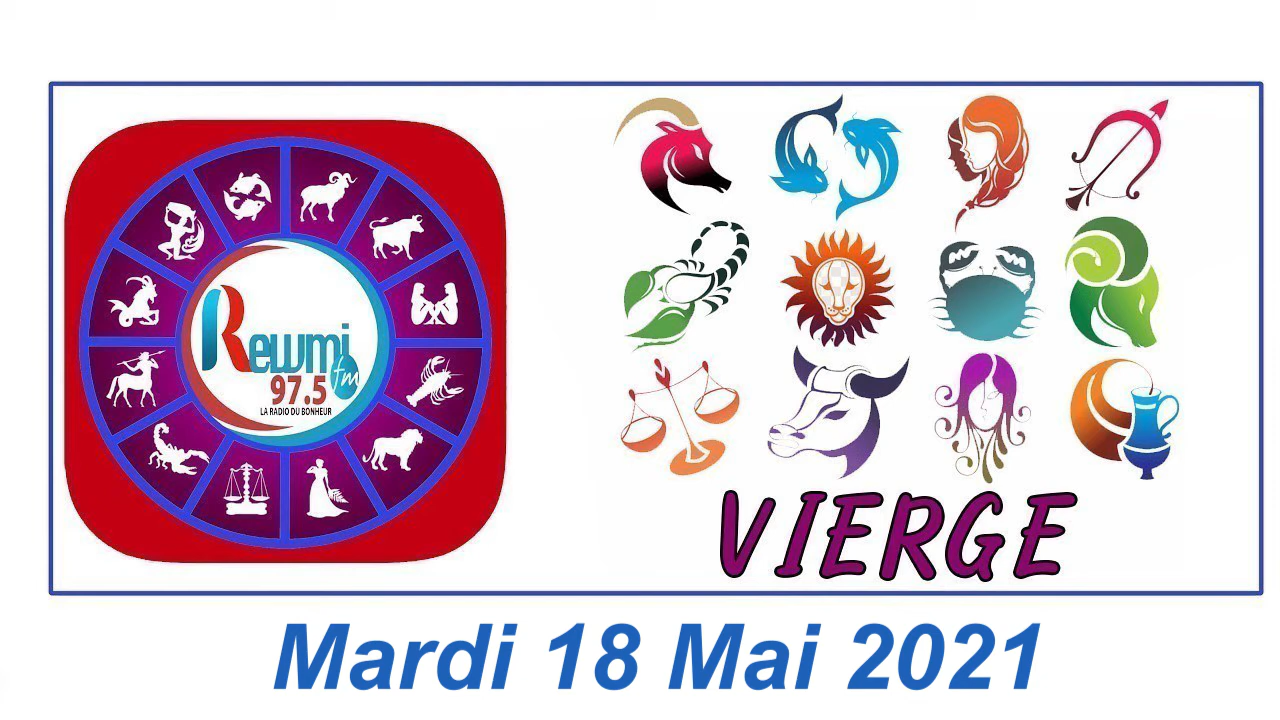 Rewmi
fm
97.5
LA RADIO DU BONHEUR
VIERGE
Mardi 18 Mai 2021